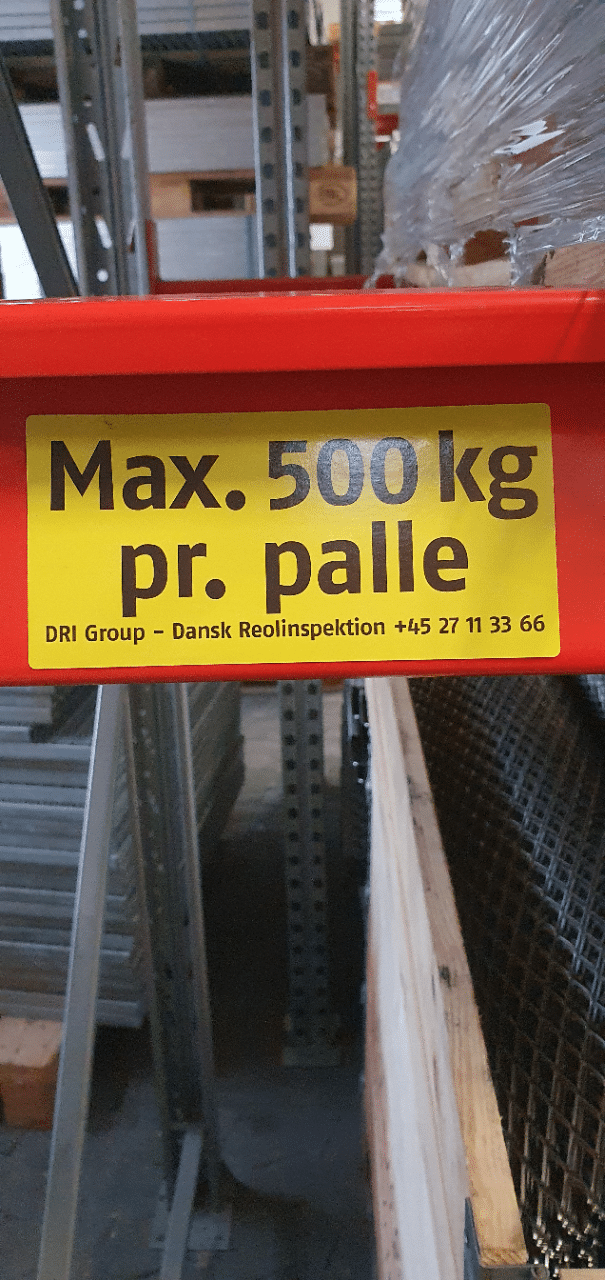 Max. 500 kg
pr. palle
DRI Group – Dansk Reolinspektion +45 27 11 33 66